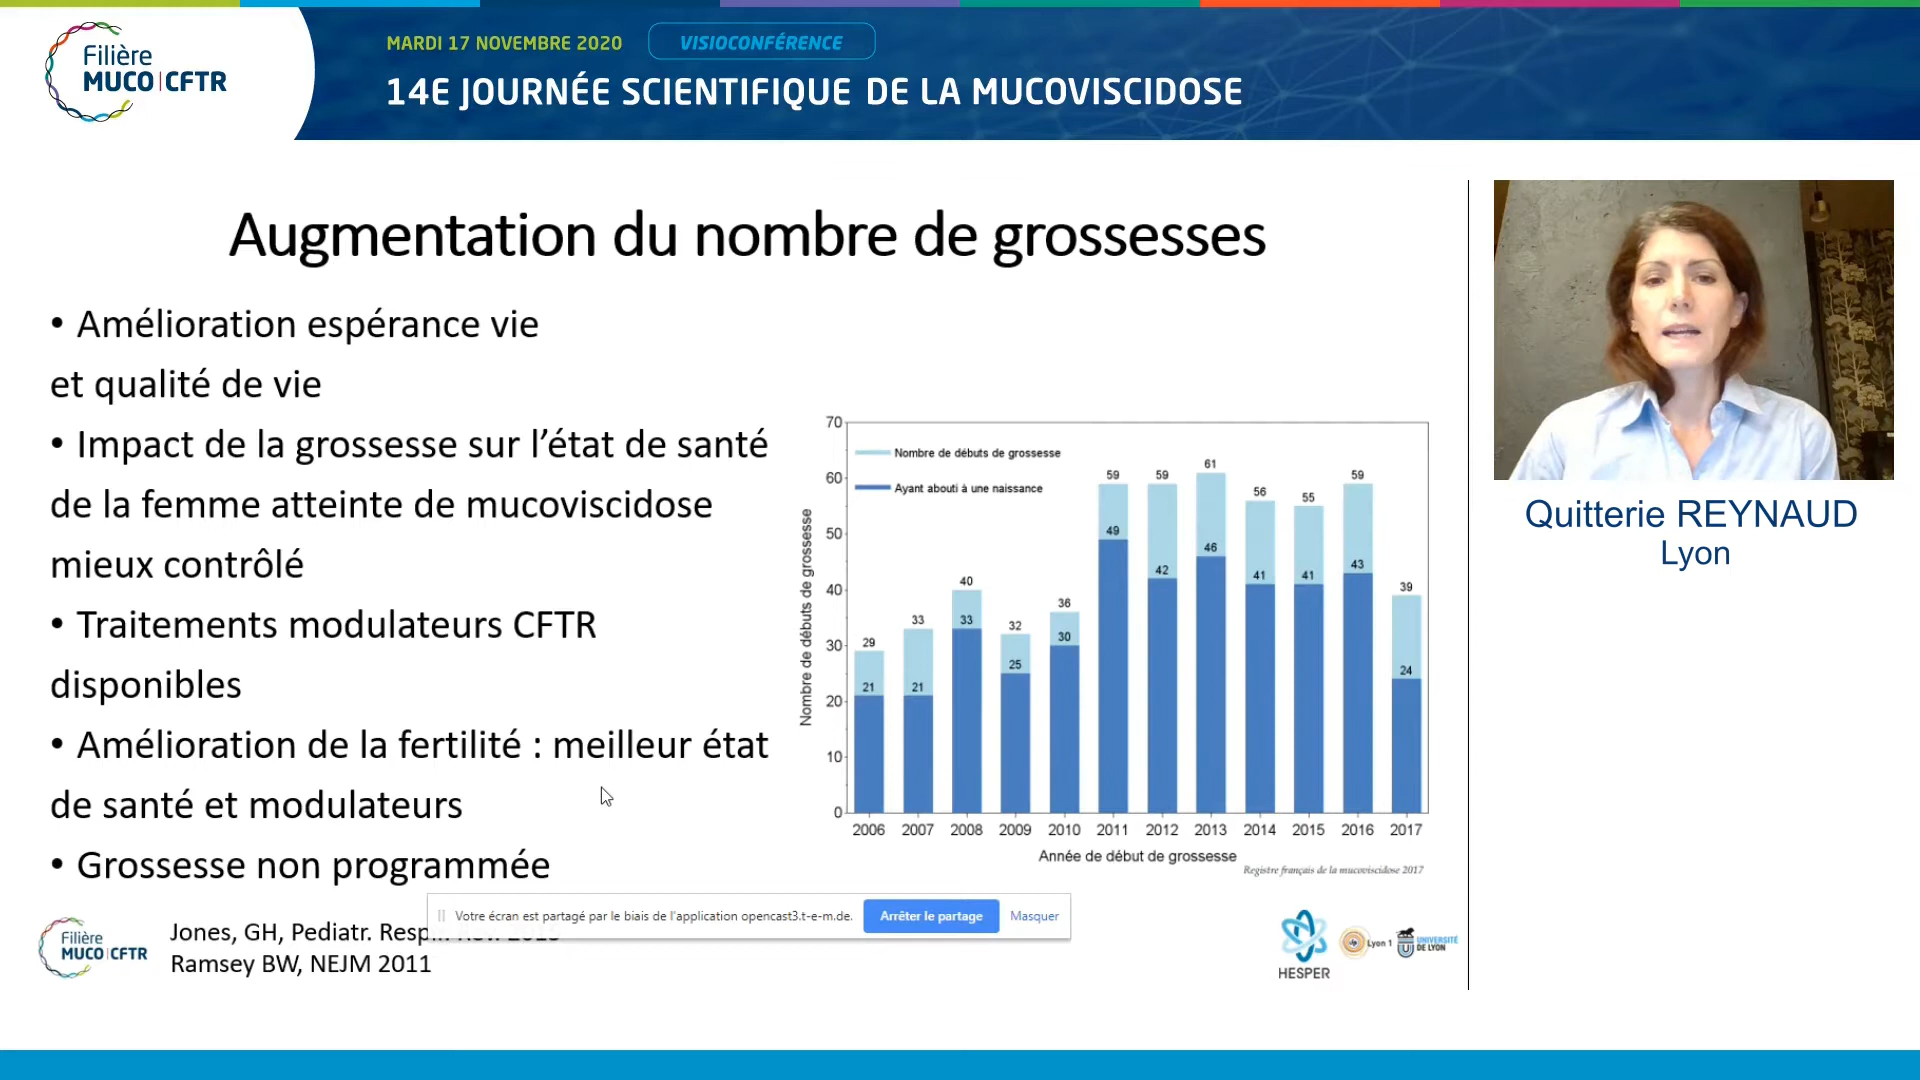 Filière
MUCO CFTR
MARDI 17 NOVEMBRE 2020
VISIOCONFÉRENCE
14E JOURNÉE SCIENTIFIQUE DE LA MUCOVISCIDOSE
Augmentation du nombre de grossesses
• Amélioration espérance vie
et qualité de vie
• Impact de la grossesse sur l’état de santé
de la femme atteinte de mucoviscidose
mieux contrôlé
• Traitements modulateurs CFTR
disponibles
• Amélioration de la fertilité : meilleur état
de santé et modulateurs
• Grossesse non programmée
Nombre de débuts de grossesse
Ayant abouti à une naissance
Nombre de débuts de grossesse
70
60
50
40
30
20
10
0
29 33 40 32 36 59 59 61 56 55 59 39
21 21 33 25 30 49 42 46 41 41 43 24
2006 2007 2008 2009 2010 2011 2012 2013 2014 2015 2016 2017
Année de début de grossesse
Registre français de la mucoviscidose 2017
Votre écran est partagé par le biais de l'application opencast3.t-e-m.de.
Arrêter le partage
Masquer
Filière
MUCO CFTR
Jones, GH, Pediatr.
Ramsey BW, NEJM 2011
HESPER
Lyon 1
UNIVERSITÉ
DE LYON
Quitterie REYNAUD
Lyon